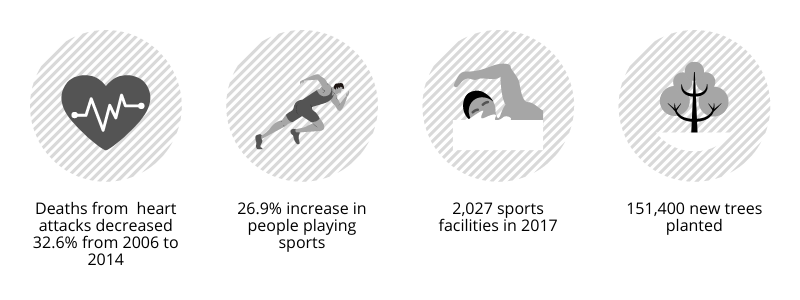 Deaths from  heart
attacks decreased
32.6% from 2006 to
2014
26.9% increase in
people playing
sports
2,027 sports
facilities in 2017
151,400 new trees
planted